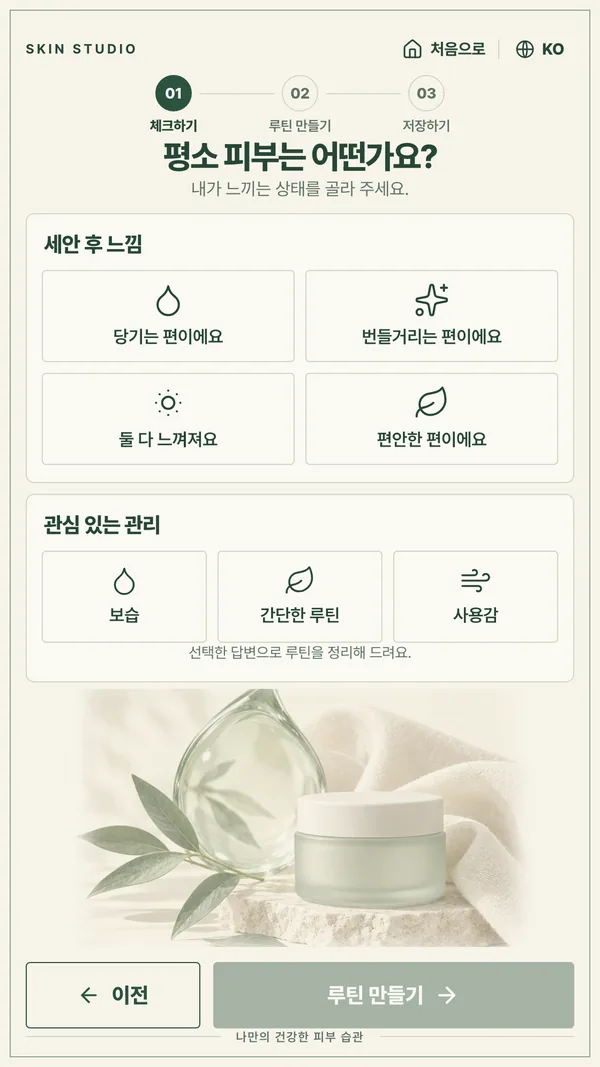 SKIN STUDIO
처음으로
KO
01
02
03
체크하기
루틴 만들기
저장하기
평소 피부는 어떤가요?
내가 느끼는 상태를 골라 주세요.
세안 후 느낌
당기는 편이에요
번들거리는 편이에요
둘 다 느껴져요
편안한 편이에요
관심 있는 관리
보습
간단한 루틴
사용감
선택한 답변으로 루틴을 정리해 드려요.
이전
루틴 만들기
나만의 건강한 피부 습관